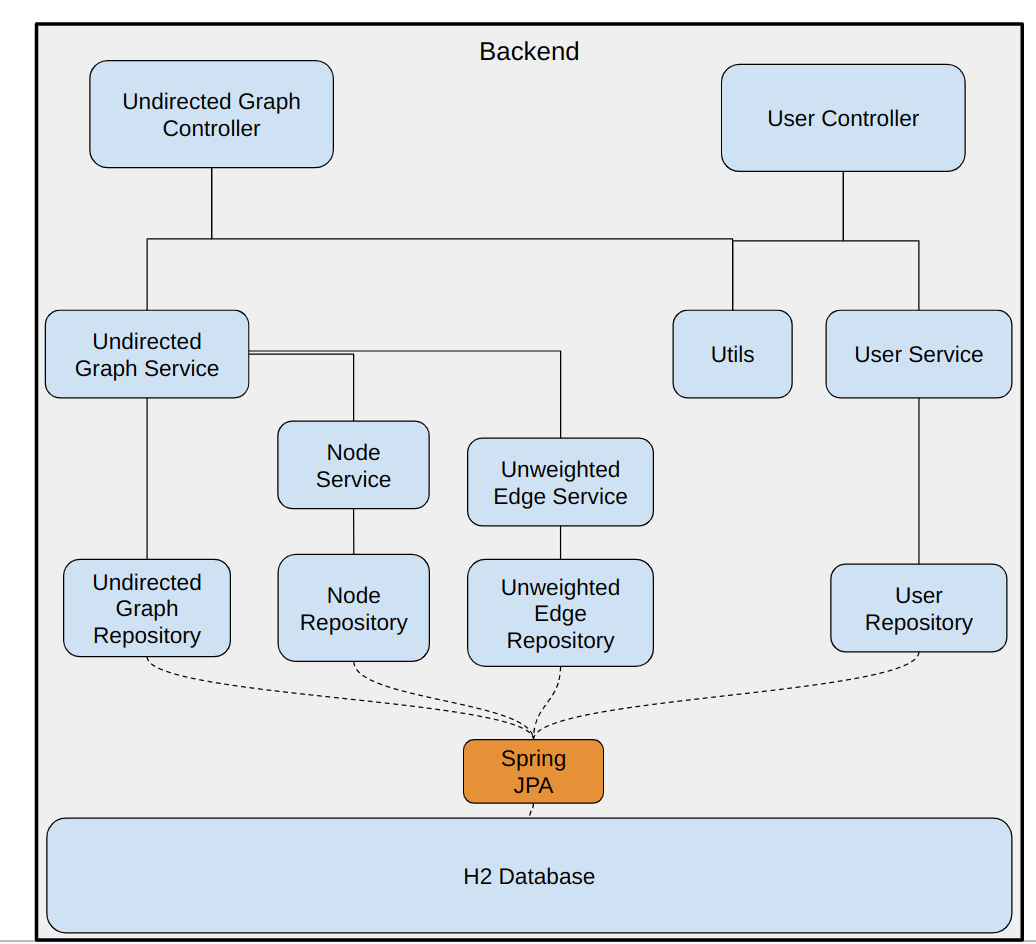 Backend
Undirected Graph
Controller
User Controller
Undirected
Graph Service
Utils
User Service
Node
Service
Unweighted
Edge Service
Undirected
Graph
Repository
Node
Repository
Unweighted
Edge
Repository
User
Repository
Spring
JPA
H2 Database